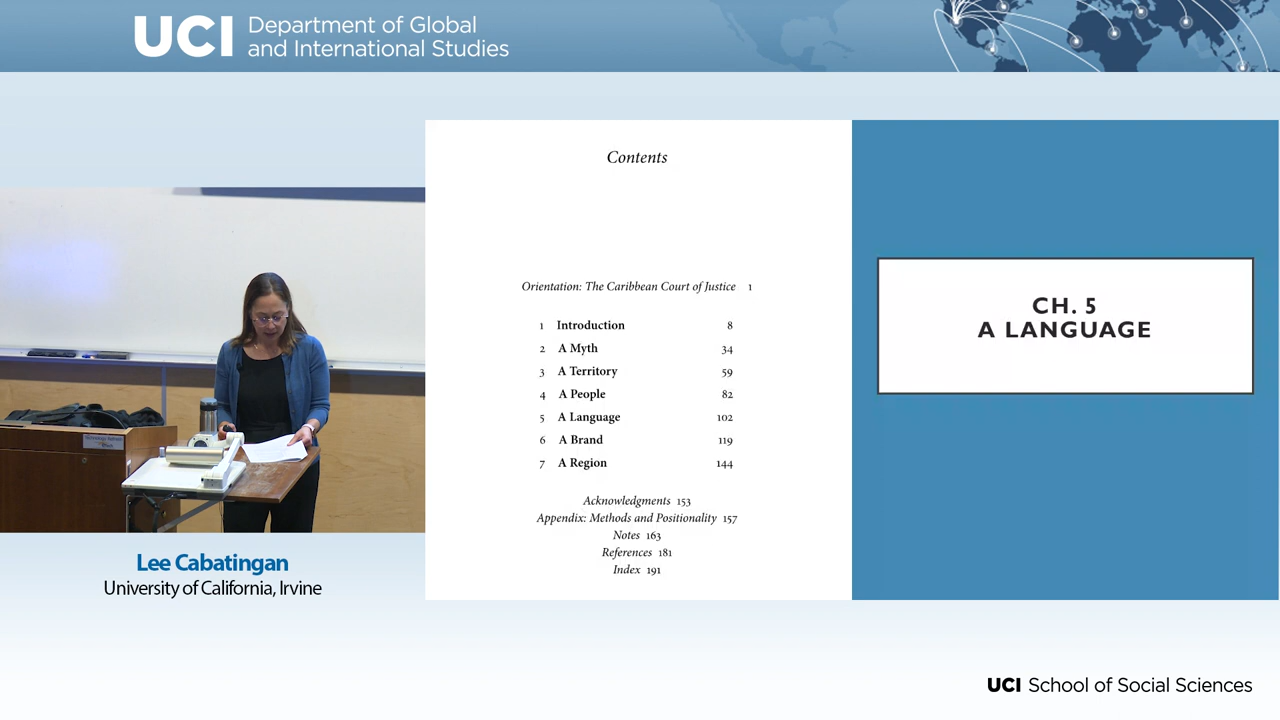 UCI Department of Global
and International Studies
Contents
Orientation: The Caribbean Court of Justice 1
1 Introduction 8
2 A Myth 34
3 A Territory 59
4 A People 82
5 A Language 102
6 A Brand 119
7 A Region 144
Acknowledgments 153
Appendix: Methods and Positionality 157
Notes 163
References 181
Index 191
CH. 5
A LANGUAGE
Lee Cabatingan
University of California, Irvine
UCI School of Social Sciences